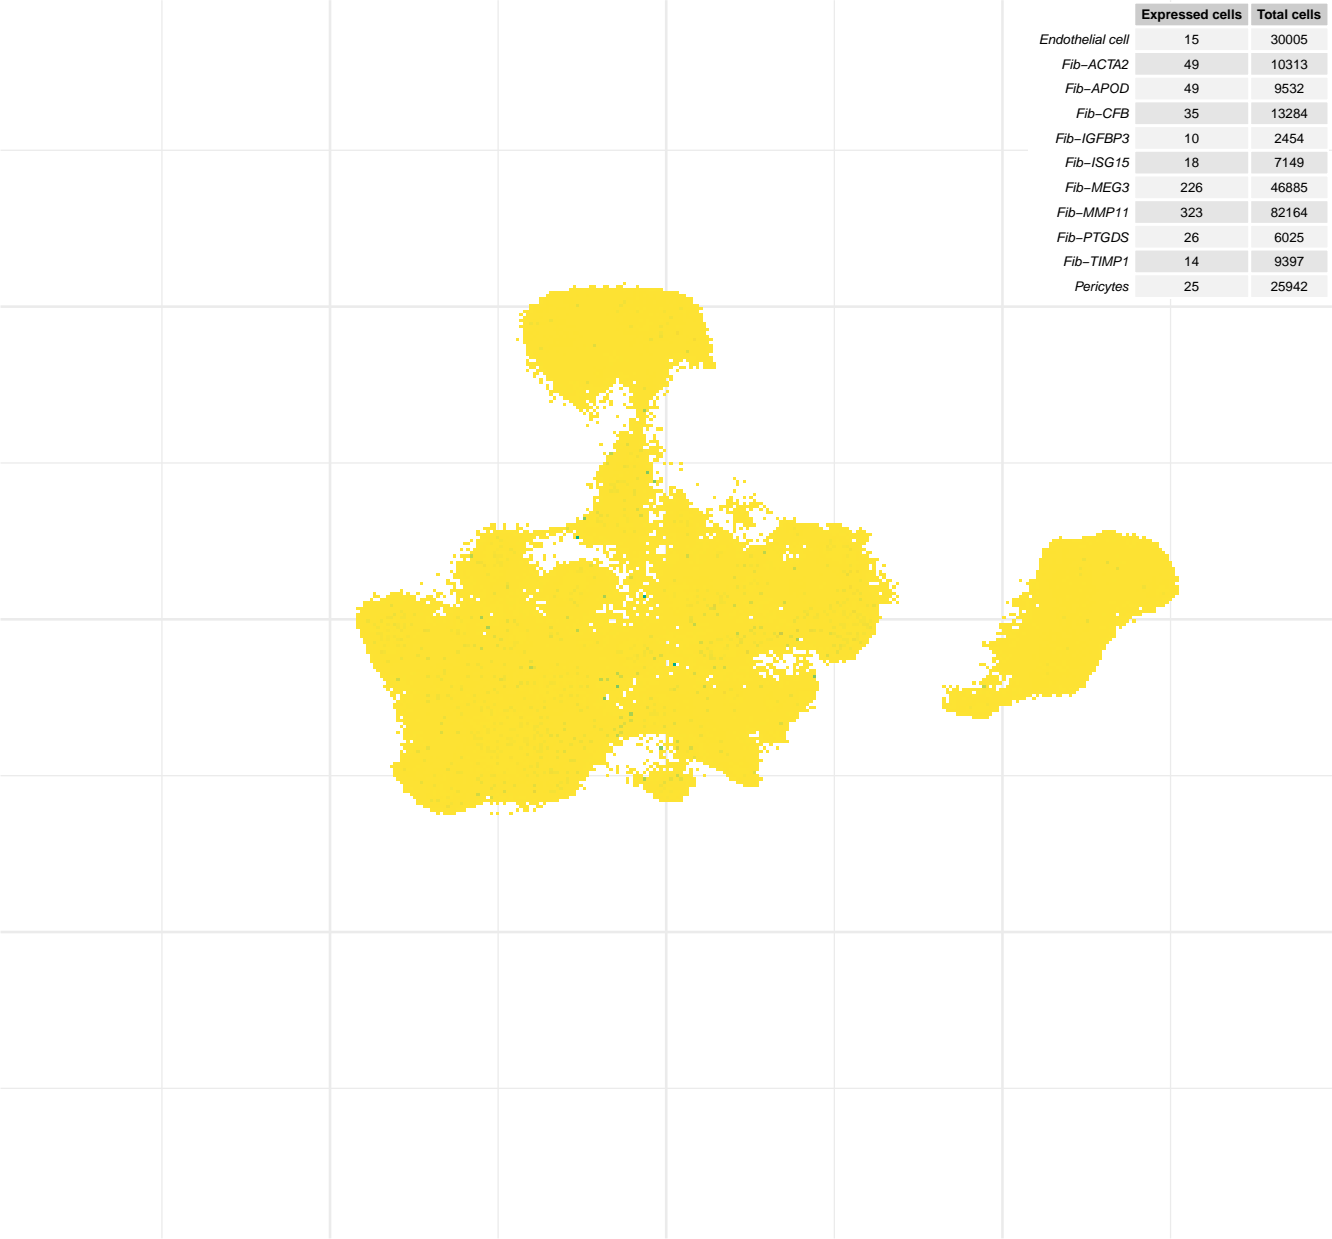 Expressed cells Total cells
Endothelial cell 15 30005
Fib−ACTA2 49 10313
Fib−APOD 49 9532
Fib−CFB 35 13284
Fib−IGFBP3 10 2454
Fib−ISG15 18 7149
Fib−MEG3 226 46885
Fib−MMP11 323 82164
Fib−PTGDS 26 6025
Fib−TIMP1 14 9397
Pericytes 25 25942